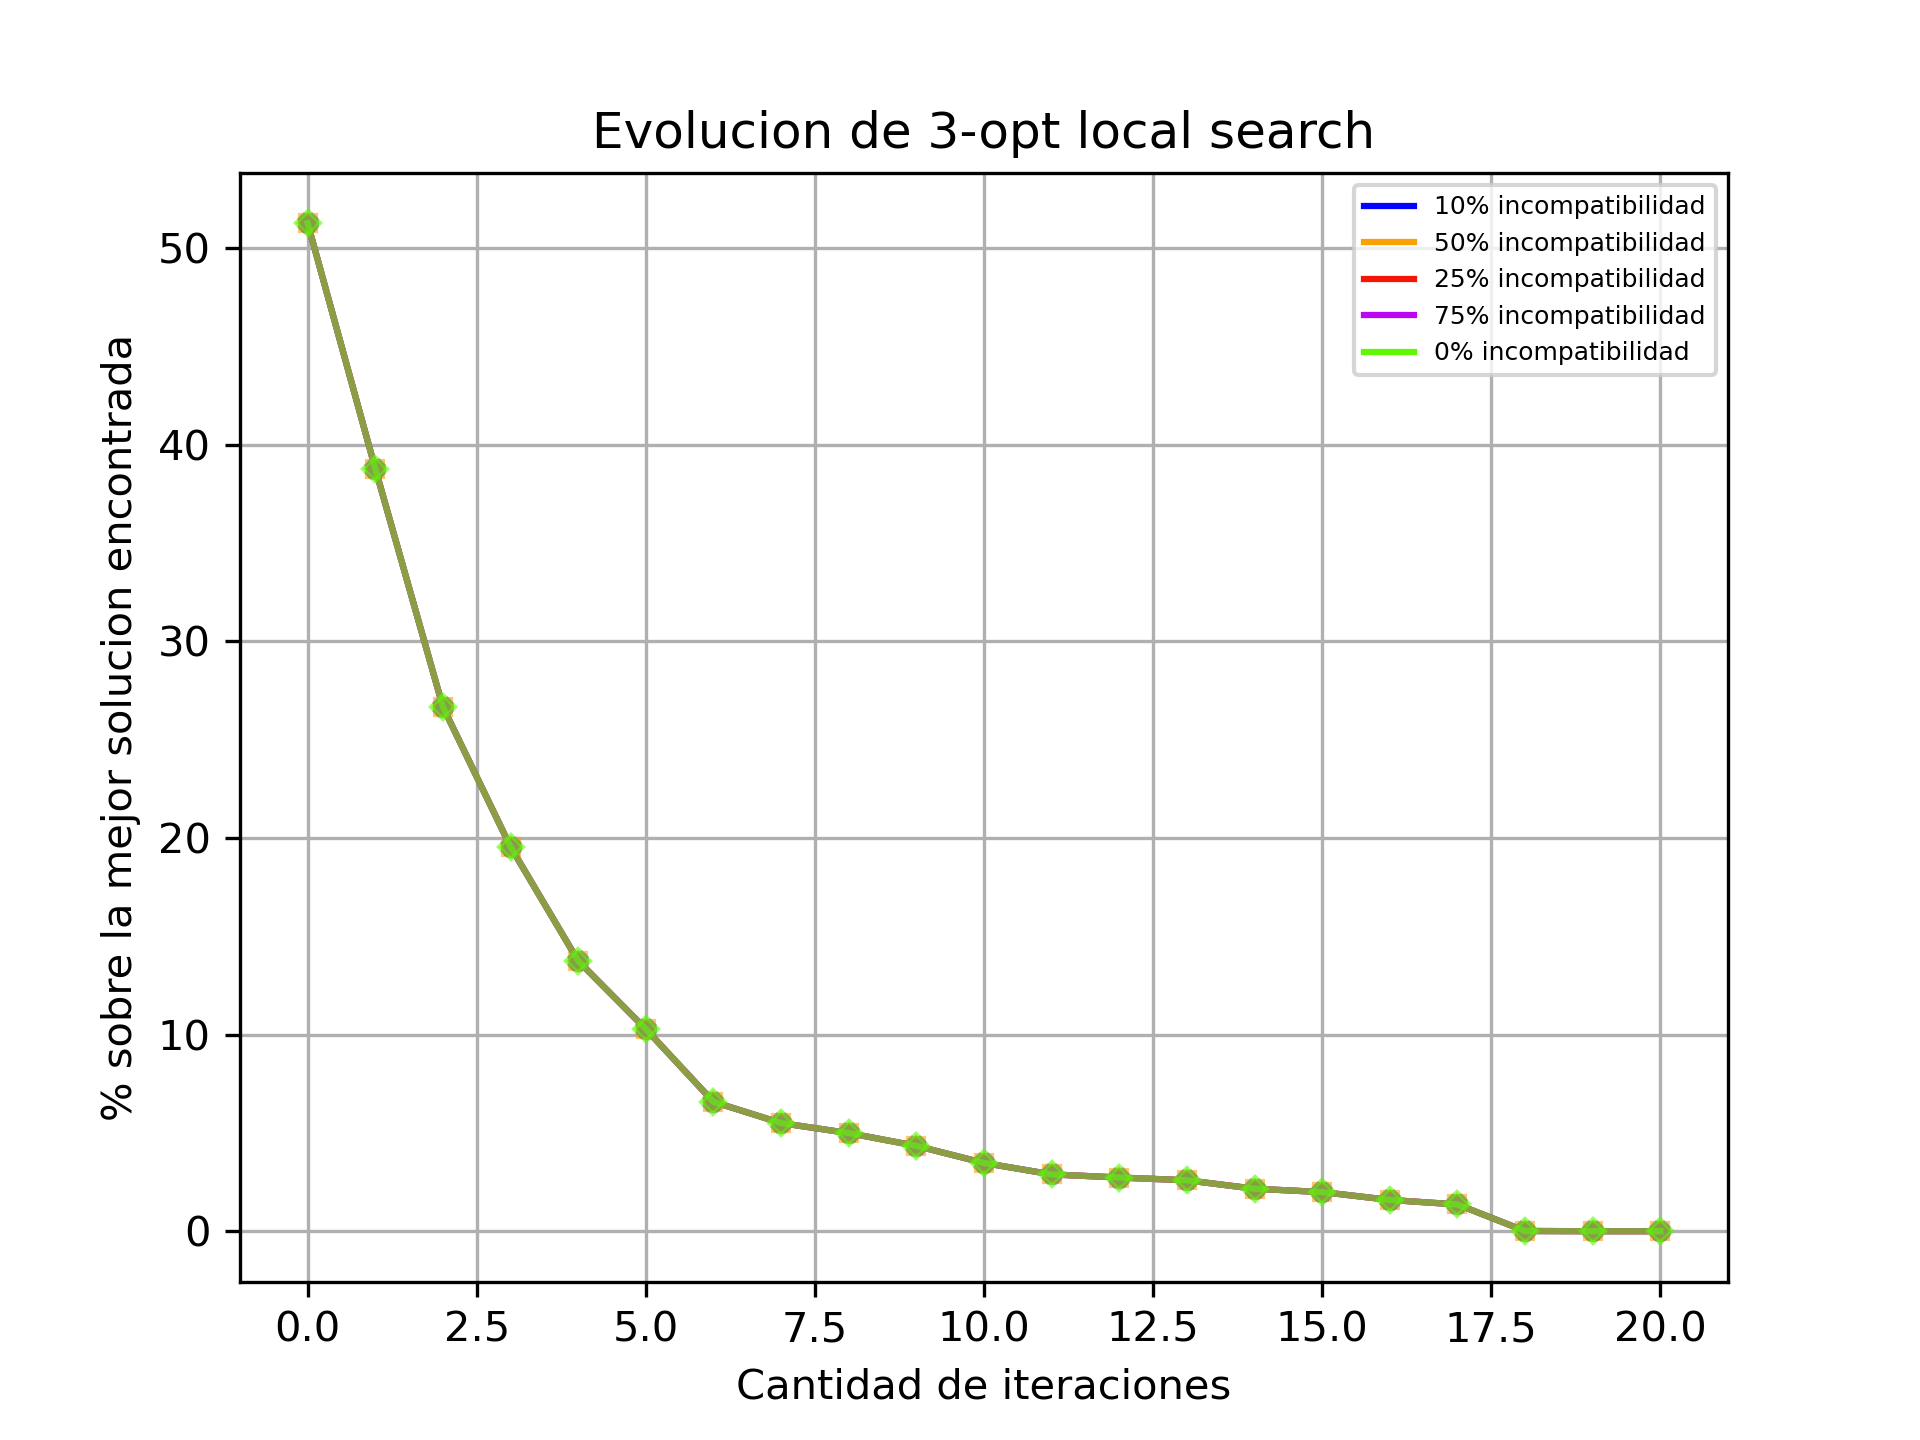 Evolucion de 3-opt local search
10% incompatibilidad
50% incompatibilidad
25% incompatibilidad
75% incompatibilidad
0% incompatibilidad
% sobre la mejor solucion encontrada
50
40
30
20
10
0
0.0 2.5 5.0 7.5 10.0 12.5 15.0 17.5 20.0
Cantidad de iteraciones